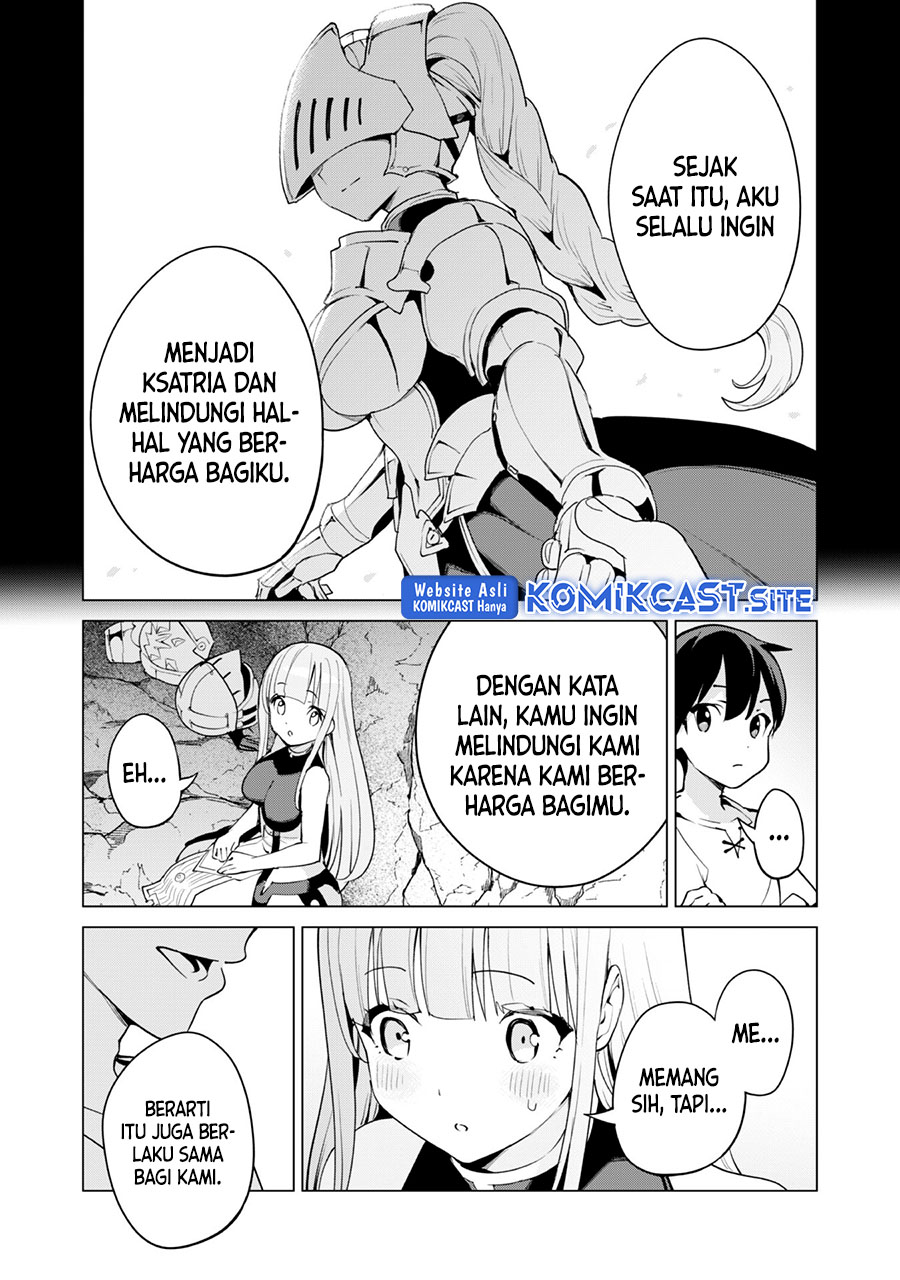 SEJAK
SAAT ITU, AKU
SELALU INGIN
MENJADI
KSATRIA DAN
MELINDUNGI HAL-
HAL YANG BER-
HARGA BAGIKU.
Website Asli
KOMIKCAST Hanya
KOMIKCAST.SITE
...
DENGAN KATA
LAIN, KAMU INGIN
MELINDUNGI KAMI
KARENA KAMI BER-
HARGA BAGIMU.
EH...
ME...
MEMANG
SIH, TAPI...
BERARTI
ITU JUGA BER-
LAKU SAMA
BAGI KAMI.